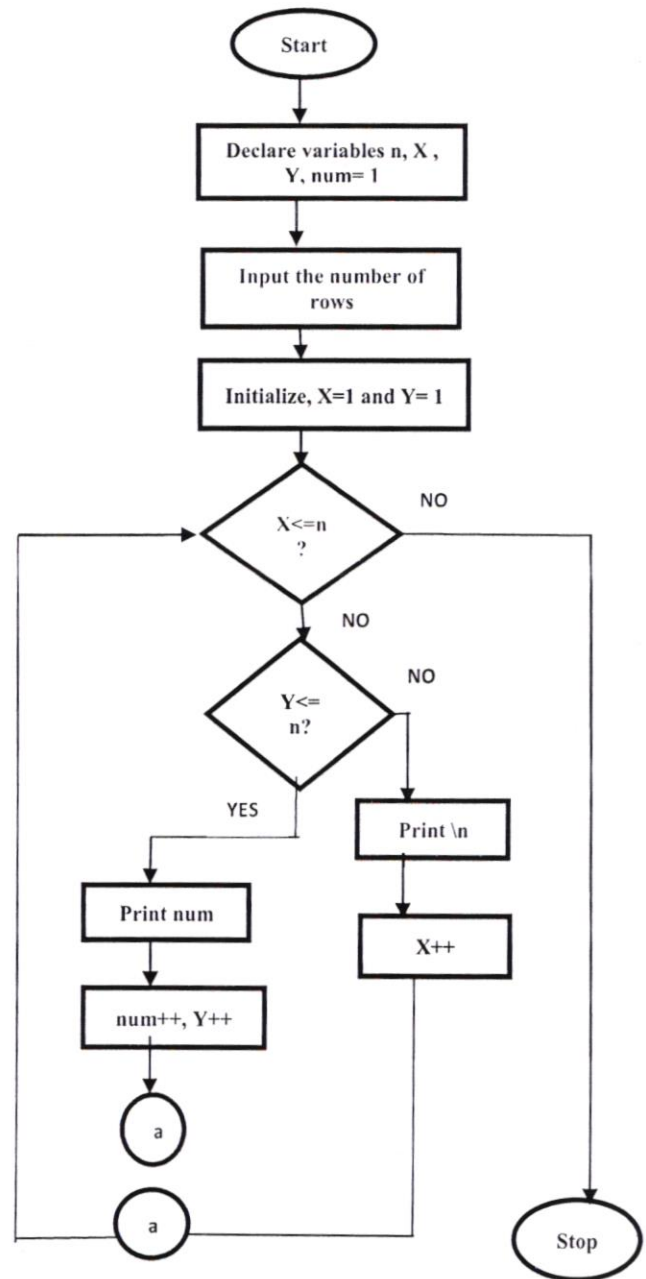 Start
Declare variables n, X ,
Y, num= 1
Input the number of
rows
Initialize, X=1 and Y= 1
X<=n
?
NO
NO
Y<=
n?
NO
YES
Print \n
Print num
X++
num++, Y++
a
a
Stop